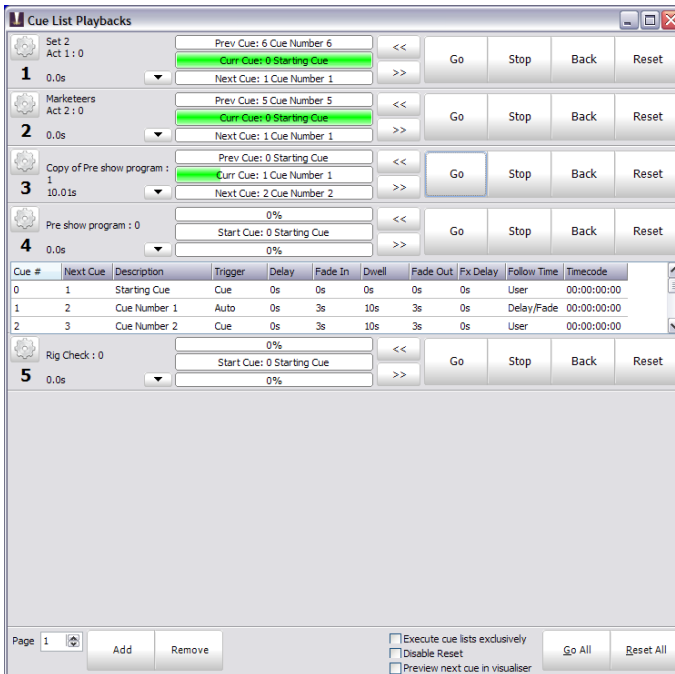 Cue List Playbacks
Set 2
Act 1 : 0
1
0.0s
Prev Cue: 6 Cue Number 6
Curr Cue: 0 Starting Cue
Next Cue: 1 Cue Number 1
<<
>>
Go
Stop
Back
Reset
Marketeers
Act 2 : 0
2
0.0s
Prev Cue: 5 Cue Number 5
Curr Cue: 0 Starting Cue
Next Cue: 1 Cue Number 1
<<
>>
Go
Stop
Back
Reset
Copy of Pre show program :
1
3
10.01s
Prev Cue: 0 Starting Cue
Curr Cue: 1 Cue Number 1
Next Cue: 2 Cue Number 2
<<
>>
Go
Stop
Back
Reset
Pre show program : 0
4
0.0s
0%
Start Cue: 0 Starting Cue
0%
<<
>>
Go
Stop
Back
Reset
Cue # Next Cue Description Trigger Delay Fade In Dwell Fade Out Fx Delay Follow Time Timecode
0 1 Starting Cue Cue 0s 0s 0s 0s 0s User 00:00:00:00
1 2 Cue Number 1 Auto 0s 3s 10s 3s 0s Delay/Fade 00:00:00:00
2 3 Cue Number 2 Cue 0s 3s 10s 3s 0s User 00:00:00:00
Rig Check : 0
5
0.0s
0%
Start Cue: 0 Starting Cue
0%
<<
>>
Go
Stop
Back
Reset
Page 1
Add
Remove
Execute cue lists exclusively
Disable Reset
Preview next cue in visualiser
Go All
Reset All